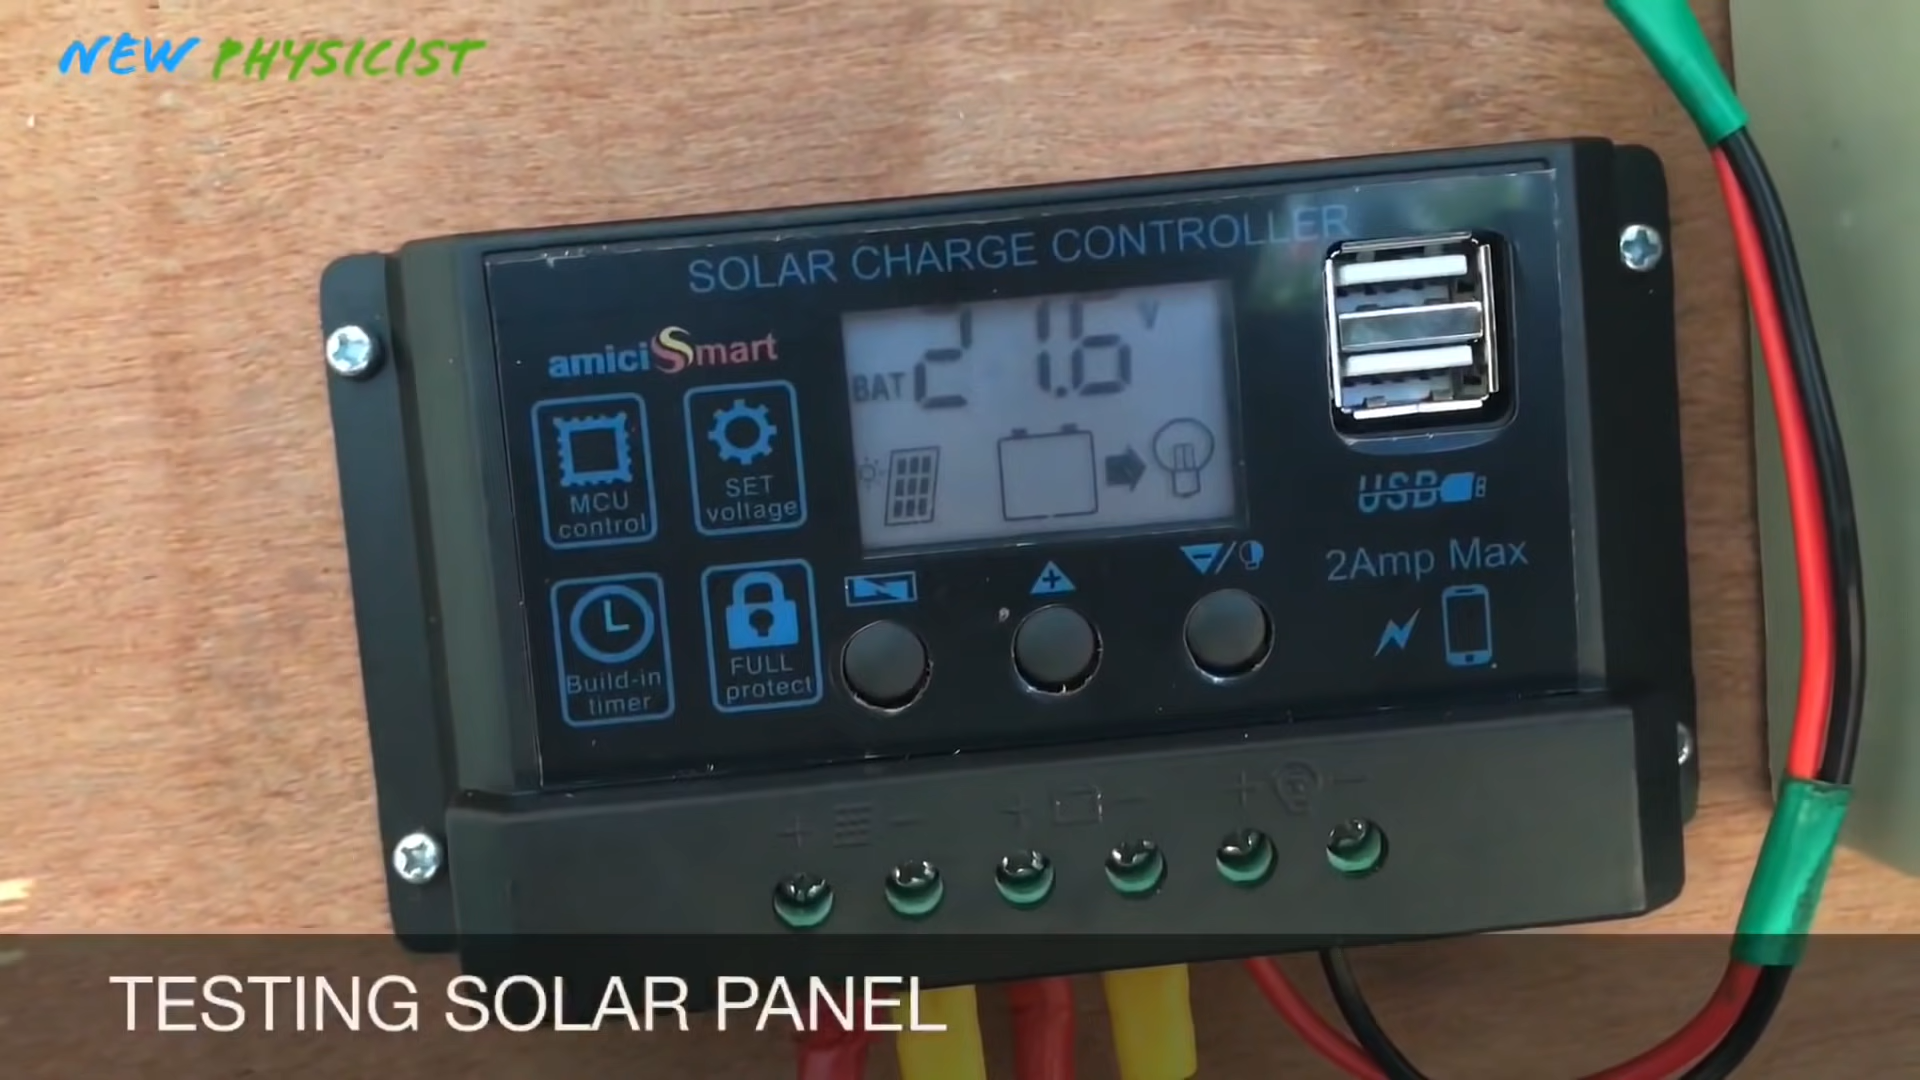 NEW PHYSICIST
SOLAR CHARGE CONTROLLER
amiciSmart
BAT 21.6 V
MCU control
SET voltage
Build-in timer
FULL protect
USB
2Amp Max
TESTING SOLAR PANEL